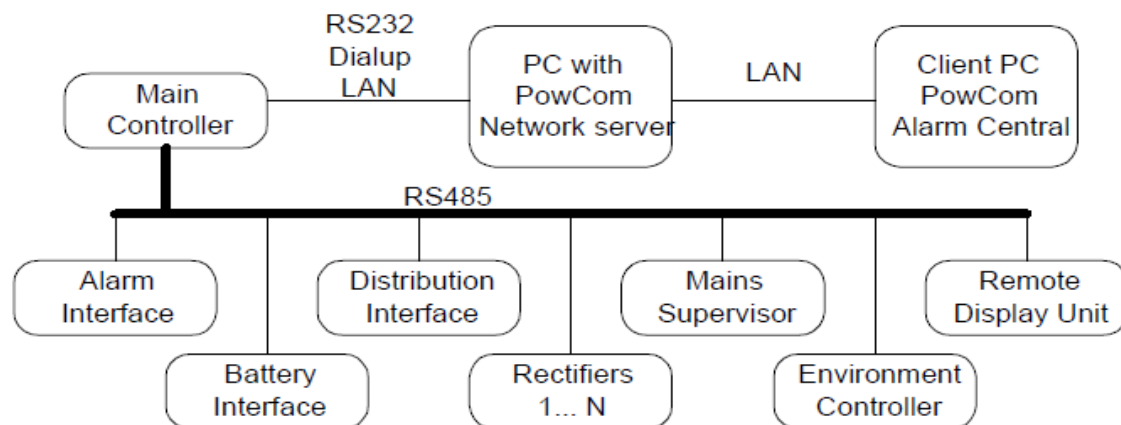 RS232
Dialup
LAN
Main
Controller
PC with
PowCom
Network server
LAN
Client PC
PowCom
Alarm Central
RS485
Alarm
Interface
Distribution
Interface
Mains
Supervisor
Remote
Display Unit
Battery
Interface
Rectifiers
1... N
Environment
Controller